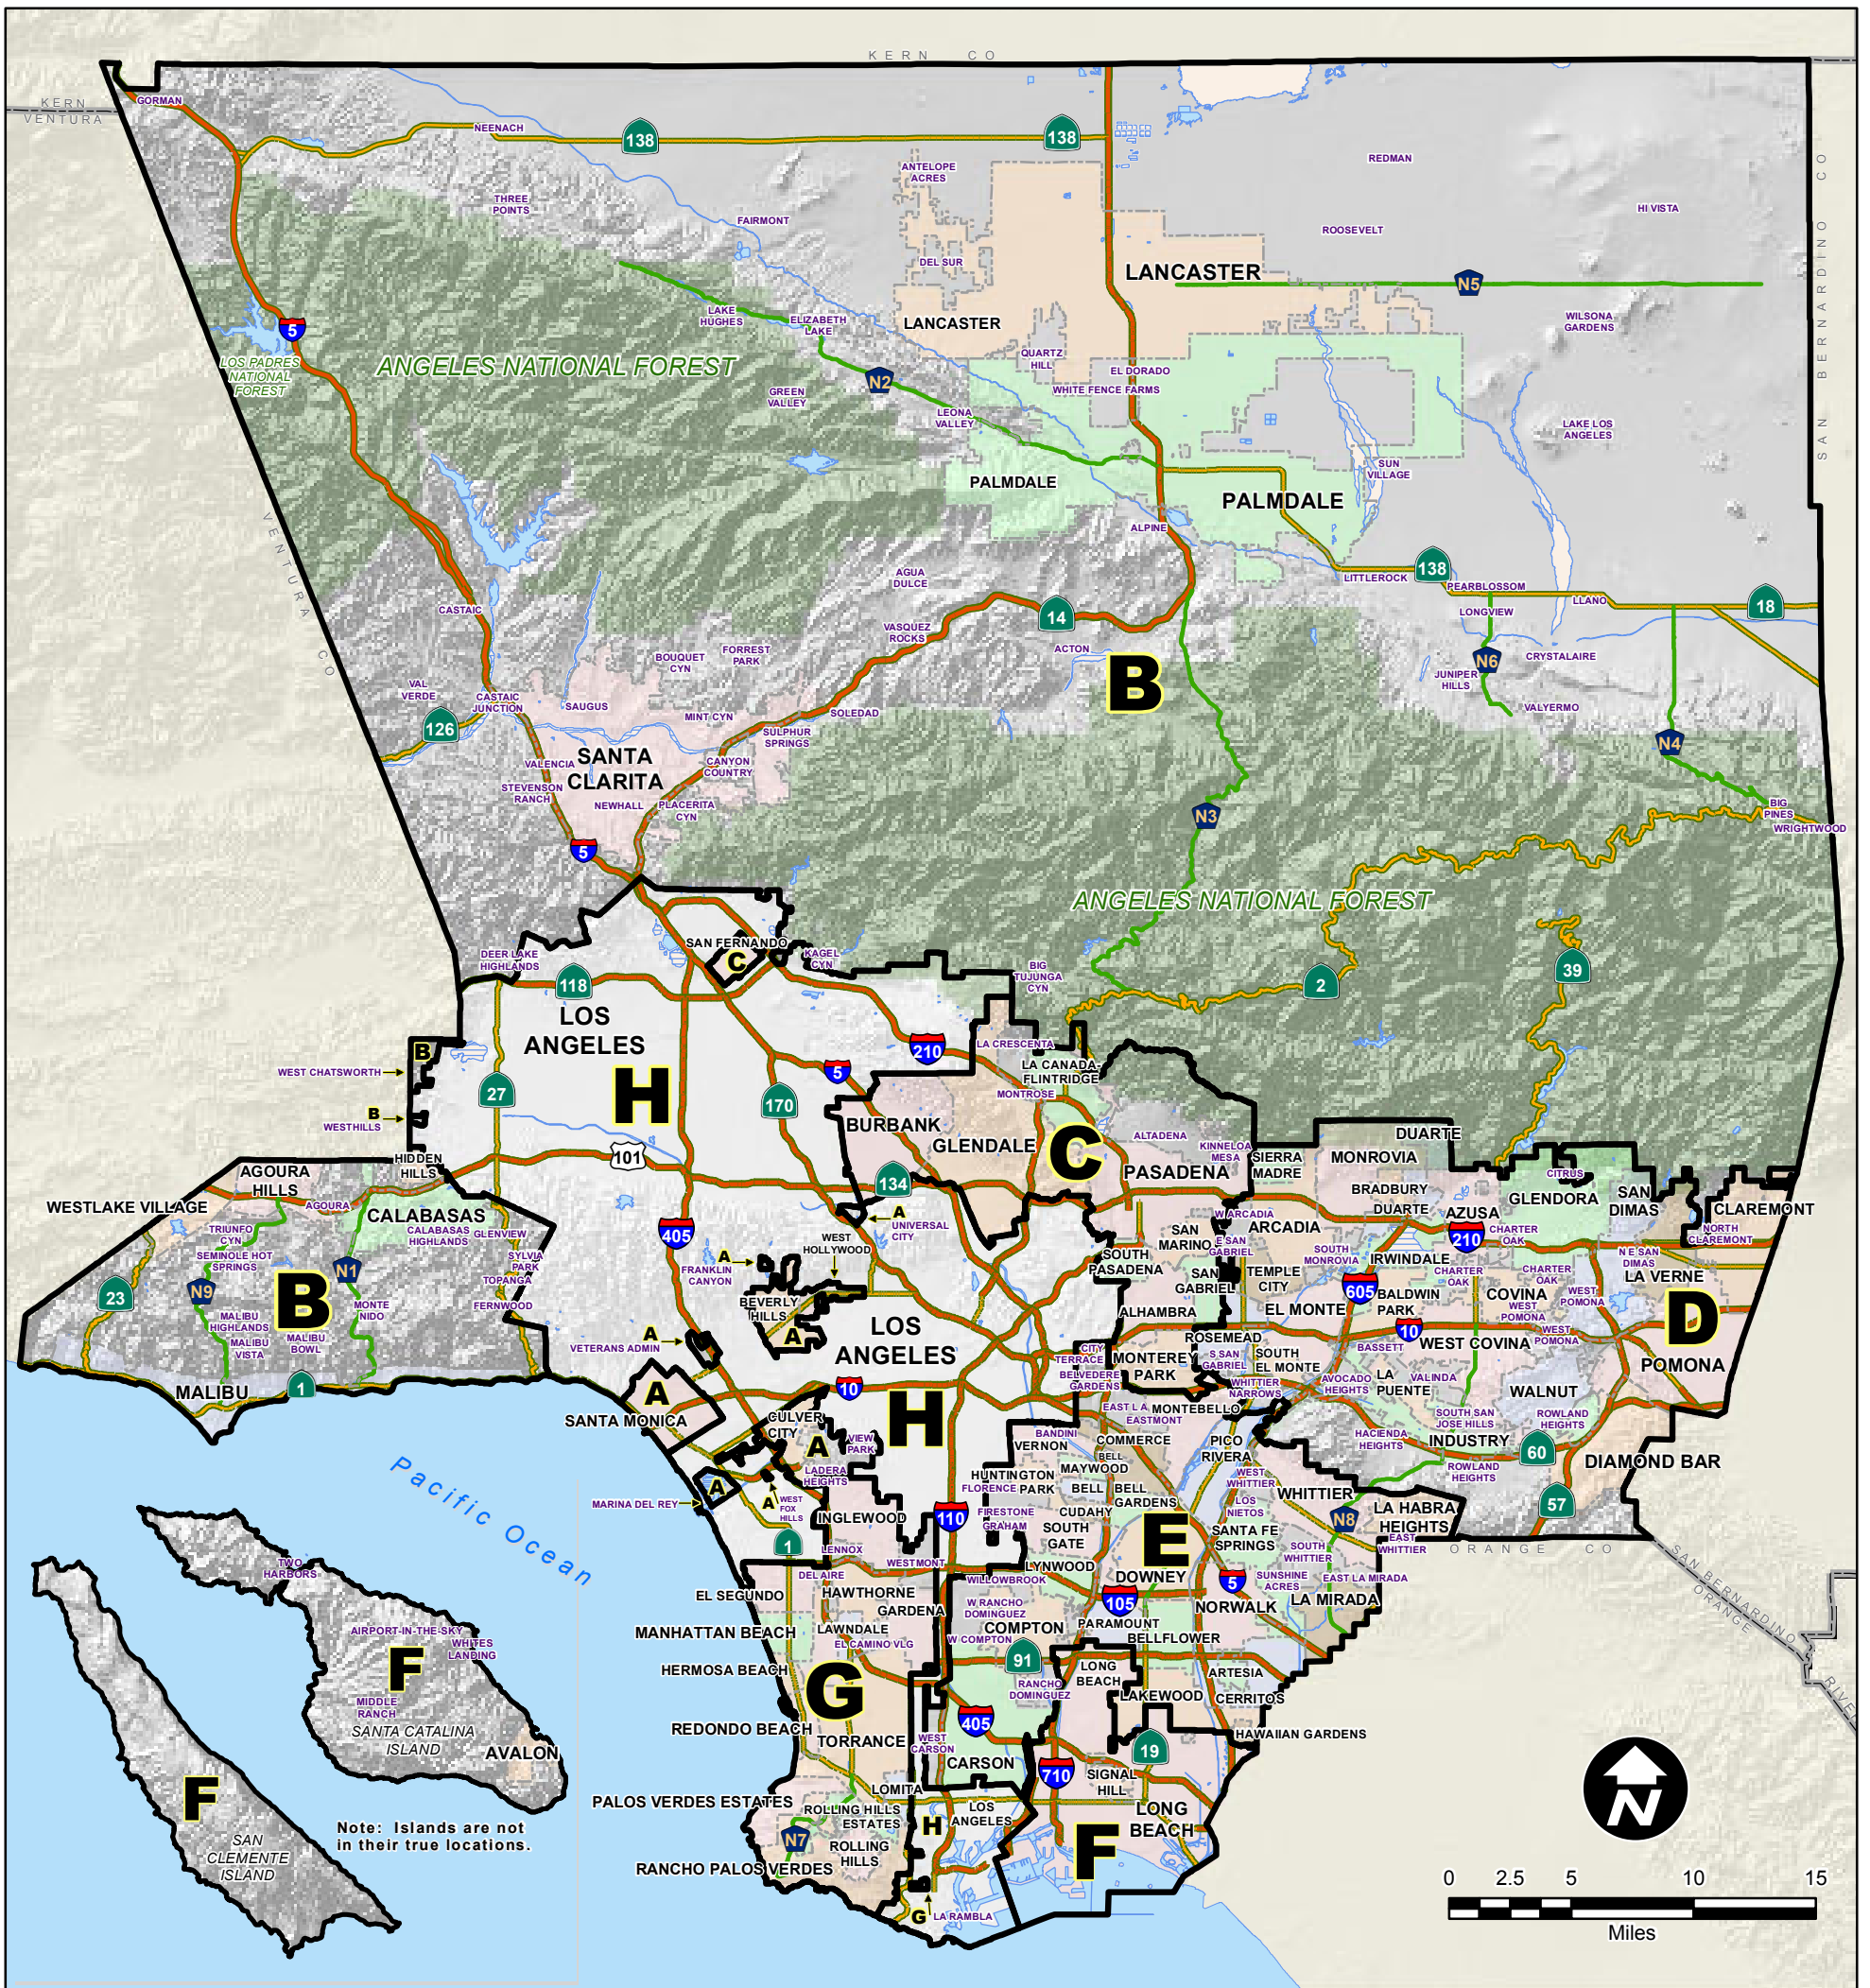 KERN CO
KERN
VENTURA
GORMAN
NEENACH
138
138
ANTELOPE
ACRES
REDMAN
SAN BERNARDINO CO
THREE
POINTS
FAIRMONT
HI VISTA
ROOSEVELT
DEL SUR
LANCASTER
N5
LAKE
HUGHES
ELIZABETH
LAKE
LANCASTER
WILSONA
GARDENS
5
LOS PADRES
NATIONAL
FOREST
ANGELES NATIONAL FOREST
QUARTZ
HILL
EL DORADO
WHITE FENCE FARMS
N2
GREEN
VALLEY
LEONA
VALLEY
LAKE LOS
ANGELES
SUN
VILLAGE
PALMDALE
PALMDALE
ALPINE
VENTURA CO
138
LITTLEROCK
PEARBLOSSOM
LONGVIEW
LLANO
18
AGUA
DULCE
CASTAIC
14
VASQUEZ
ROCKS
FORREST
PARK
BOUQUET
CYN
ACTON
B
N6
CRYSTALAIRE
JUNIPER
HILLS
VALYERMO
VAL
VERDE
CASTAIC
JUNCTION
SAUGUS
126
MINT CYN
SOLEDAD
SULPHUR
SPRINGS
N4
SANTA
CLARITA
VALENCIA
CANYON
COUNTRY
STEVENSON
RANCH
NEWHALL
PLACERITA
CYN
N3
BIG
PINES
WRIGHTWOOD
5
ANGELES NATIONAL FOREST
SAN FERNANDO
C
KAGEL
CYN
DEER LAKE
HIGHLANDS
118
BIG
TUJUNGA
CYN
2
39
LOS
ANGELES
H
210
LA CRESCENTA
LA CANADA-
FLINTRIDGE
MONTROSE
B
WEST CHATSWORTH
B
WESTHILLS
27
5
170
BURBANK
GLENDALE
C
ALTADENA
KINNELOA
MESA
PASADENA
SIERRA
MADRE
DUARTE
MONROVIA
BRADBURY
DUARTE
AZUSA
CITRUS
GLENDORA
SAN
DIMAS
CLAREMONT
NORTH
CLAREMONT
101
134
HIDDEN
HILLS
AGOURA
HILLS
WESTLAKE VILLAGE
AGOURA
CALABASAS
CALABASAS
HIGHLANDS
GLENVIEW
TRIUNFO
CYN
SEMINOLE HOT
SPRINGS
SYLVIA
PARK
TOPANGA
FERNWOOD
N9
N1
23
B
MALIBU
HIGHLANDS
MALIBU
VISTA
MALIBU
BOWL
MONTE
NIDO
MALIBU
1
405
A
UNIVERSAL
CITY
WEST
HOLLYWOOD
A
FRANKLIN
CANYON
BEVERLY
HILLS
A
A
VETERANS ADMIN
LOS
ANGELES
W ARCADIA
ARCADIA
SAN
MARINO
E SAN
GABRIEL
SOUTH
PASADENA
SAN
GABRIEL
TEMPLE
CITY
SOUTH
MONROVIA
IRWINDALE
210
CHARTER
OAK
CHARTER
OAK
CHARTER
OAK
N E SAN
DIMAS
LA VERNE
605
BALDWIN
PARK
COVINA
WEST
POMONA
WEST
POMONA
WEST
POMONA
D
ALHAMBRA
EL MONTE
ROSEMEAD
10
WEST COVINA
BASSETT
POMONA
CITY
TERRACE
MONTEREY
PARK
S SAN
GABRIEL
SOUTH
EL MONTE
BELVEDERE
GARDENS
WHITTIER
NARROWS
AVOCADO
HEIGHTS
LA
PUENTE
VALINDA
WALNUT
A
SANTA MONICA
10
H
CULVER
CITY
A
VIEW
PARK
LADERA
HEIGHTS
EAST L A
EASTMONT
MONTEBELLO
SOUTH SAN
JOSE HILLS
ROWLAND
HEIGHTS
BANDINI
VERNON
COMMERCE
PICO
RIVERA
HACIENDA
HEIGHTS
INDUSTRY
60
ROWLAND
HEIGHTS
DIAMOND BAR
Pacific Ocean
MARINA DEL REY
A
A
WEST
FOX
HILLS
INGLEWOOD
110
HUNTINGTON
PARK
FLORENCE
BELL
MAYWOOD
BELL
BELL
GARDENS
CUDAHY
FIRESTONE
GRAHAM
SOUTH
GATE
E
WEST
WHITTIER
LOS
NIETOS
WHITTIER
N8
LA HABRA
HEIGHTS
57
SANTA FE
SPRINGS
EAST
WHITTIER
SOUTH
WHITTIER
ORANGE CO
SAN BERNARDINO
ORANGE
RIVER
1
LENNOX
WESTMONT
LYNWOOD
DOWNEY
WILLOWBROOK
DEL AIRE
EL SEGUNDO
HAWTHORNE
GARDENA
5
SUNSHINE
ACRES
EAST LA MIRADA
LA MIRADA
105
NORWALK
W RANCHO
DOMINGUEZ
COMPTON
PARAMOUNT
BELLFLOWER
MANHATTAN BEACH
LAWNDALE
EL CAMINO VLG
W COMPTON
91
HERMOSA BEACH
G
LONG
BEACH
RANCHO
DOMINGUEZ
LAKEWOOD
ARTESIA
CERRITOS
REDONDO BEACH
TORRANCE
WEST
CARSON
405
CARSON
HAWAIIAN GARDENS
19
710
SIGNAL
HILL
LOMITA
PALOS VERDES ESTATES
ROLLING HILLS
ESTATES
LOS
ANGELES
H
LONG
BEACH
N7
ROLLING
HILLS
RANCHO PALOS VERDES
F
G
LA RAMBLA
TWO
HARBORS
AIRPORT-IN-THE-SKY
WHITES
LANDING
F
MIDDLE
RANCH
SANTA CATALINA
ISLAND
AVALON
F
SAN
CLEMENTE
ISLAND
Note: Islands are not
in their true locations.
N
0 2.5 5 10 15
Miles